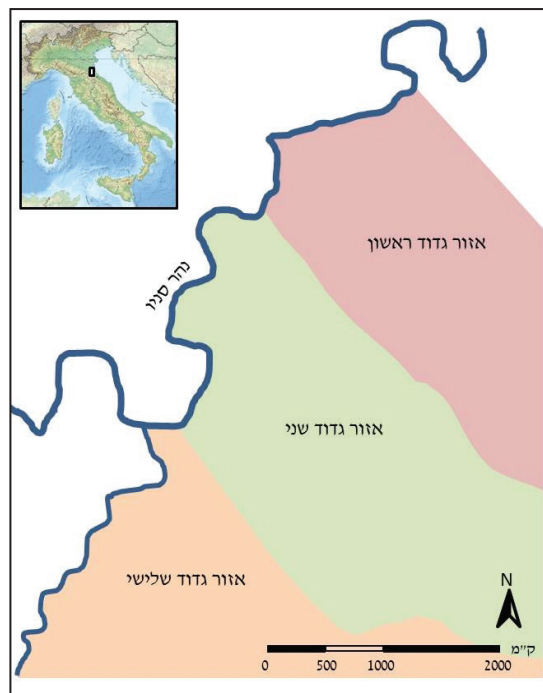 אזור גדוד ראשון
נהר סניו
אזור גדוד שני
אזור גדוד שלישי
N
ק״מ
0 500 1000 2000